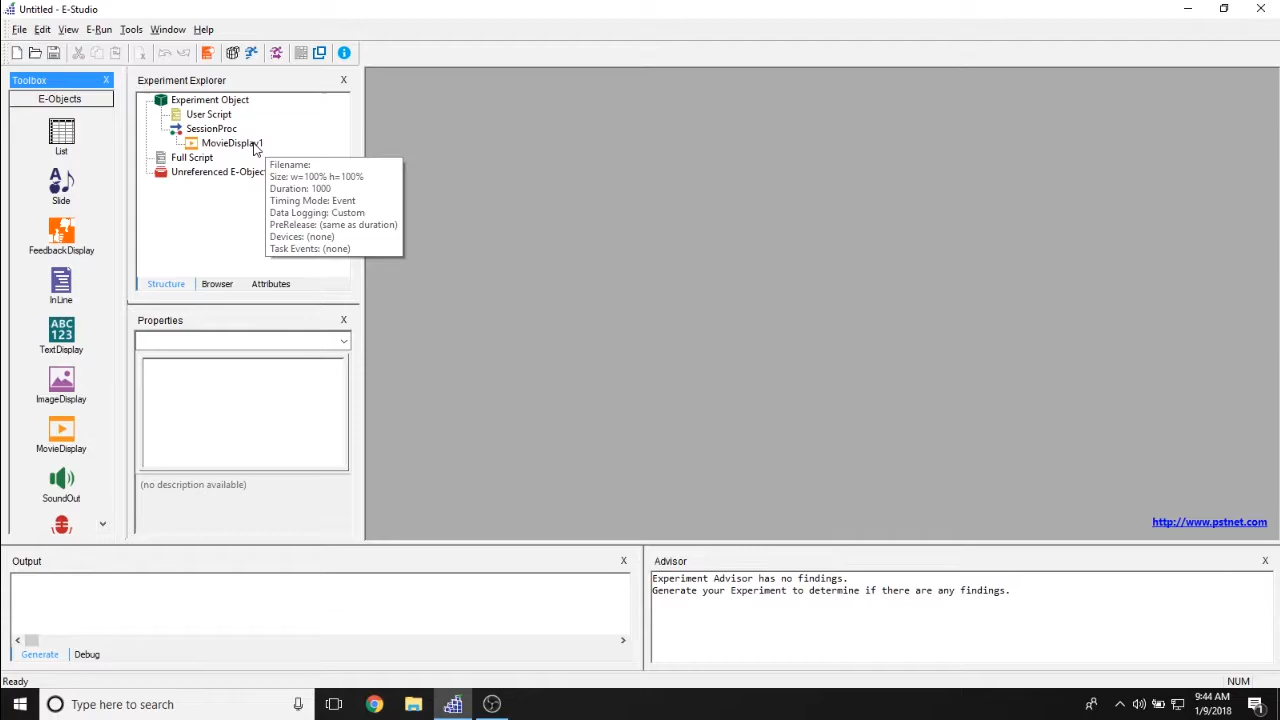 Untitled - E-Studio
File Edit View E-Run Tools Window Help
Toolbox X
E-Objects
List
Slide
FeedbackDisplay
InLine
ABC
123
TextDisplay
ImageDisplay
MovieDisplay
SoundOut
Experiment Explorer X
Experiment Object
User Script
SessionProc
MovieDisplay1
Full Script
Unreferenced E-Objec
Filename:
Size: w=100% h=100%
Duration: 1000
Timing Mode: Event
Data Logging: Custom
PreRelease: (same as duration)
Devices: (none)
Task Events: (none)
Structure Browser Attributes
Properties X
(no description available)
http://www.pstnet.com
Output X
Generate Debug
Advisor X
Experiment Advisor has no findings.
Generate your Experiment to determine if there are any findings.
Ready NUM
Type here to search
9:44 AM
1/9/2018
1